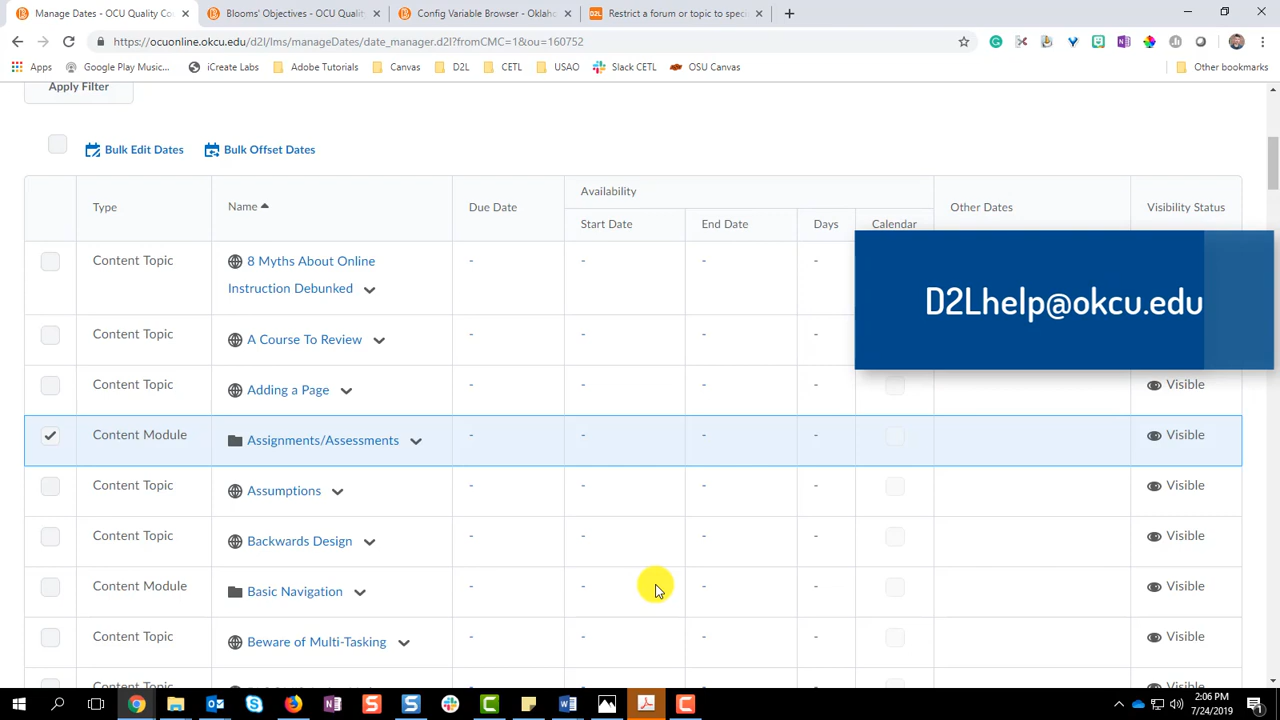 Manage Dates - OCU Quality Co
Blooms' Objectives - OCU Quality
Config Variable Browser - Oklaho
D2L Restrict a forum or topic to spec
https://ocuonline.okcu.edu/d2l/lms/manageDates/date_manager.d2l?fromCMC=1&ou=160752
Apps
Google Play Music...
iCreate Labs
Adobe Tutorials
Canvas
D2L
CETL
USAO
Slack CETL
OSU Canvas
Other bookmarks
Apply Filter
Bulk Edit Dates
Bulk Offset Dates
Type
Name
Due Date
Availability
Start Date
End Date
Days
Calendar
Other Dates
Visibility Status
Content Topic
8 Myths About Online
Instruction Debunked
-
-
-
-
D2Lhelp@okcu.edu
Content Topic
A Course To Review
-
-
-
-
Content Topic
Adding a Page
-
-
-
-
Visible
Content Module
Assignments/Assessments
-
-
-
-
Visible
Content Topic
Assumptions
-
-
-
-
Visible
Content Topic
Backwards Design
-
-
-
-
Visible
Content Module
Basic Navigation
-
-
-
-
Visible
Content Topic
Beware of Multi-Tasking
-
-
-
-
Visible
Content Topic
Visible
2:06 PM
7/24/2019